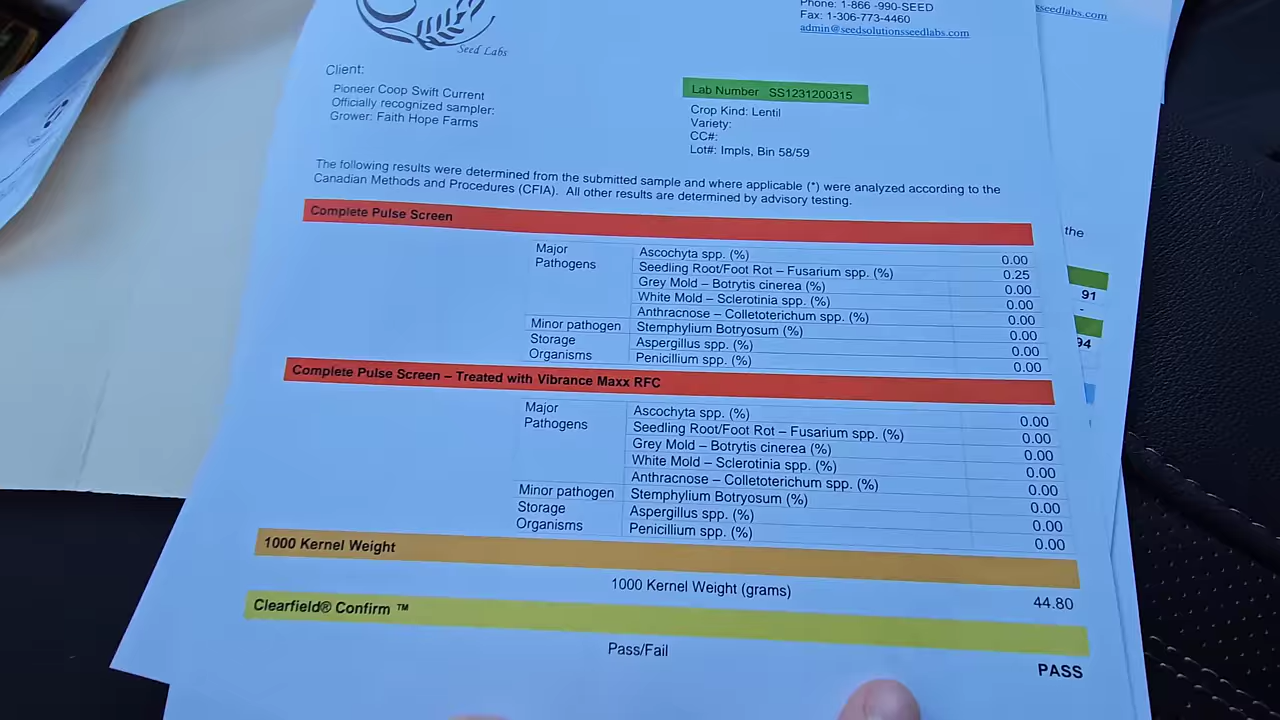 Seed Labs
Phone: 1-866 -990-SEED
Fax: 1-306-773-4460
admin@seedsolutionsseedlabs.com
sseedlabs.com
Client:
Pioneer Coop Swift Current
Officially recognized sampler:
Grower: Faith Hope Farms
Lab Number SS1231200315
Crop Kind: Lentil
Variety:
CC#:
Lot#: Impls, Bin 58/59
The following results were determined from the submitted sample and where applicable (*) were analyzed according to the
Canadian Methods and Procedures (CFIA). All other results are determined by advisory testing.
the
Complete Pulse Screen
Major Pathogens
Ascochyta spp. (%) 0.00
Seedling Root/Foot Rot – Fusarium spp. (%) 0.25
Grey Mold – Botrytis cinerea (%) 0.00
White Mold – Sclerotinia spp. (%) 0.00
Anthracnose – Colletoterichum spp. (%) 0.00
Minor pathogen Stemphylium Botryosum (%) 0.00
Storage Organisms
Aspergillus spp. (%) 0.00
Penicillium spp. (%) 0.00
91
-
94
Complete Pulse Screen – Treated with Vibrance Maxx RFC
Major Pathogens
Ascochyta spp. (%) 0.00
Seedling Root/Foot Rot – Fusarium spp. (%) 0.00
Grey Mold – Botrytis cinerea (%) 0.00
White Mold – Sclerotinia spp. (%) 0.00
Anthracnose – Colletoterichum spp. (%) 0.00
Minor pathogen Stemphylium Botryosum (%) 0.00
Storage Organisms
Aspergillus spp. (%) 0.00
Penicillium spp. (%) 0.00
1000 Kernel Weight
1000 Kernel Weight (grams) 44.80
Clearfield® Confirm ™
Pass/Fail PASS